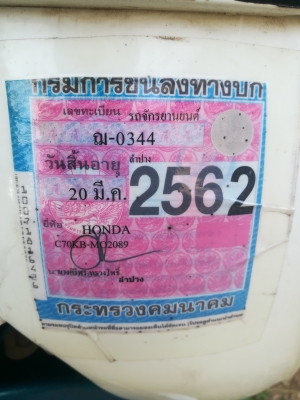 กรมการขนส่งทางบก
เลขทะเบียน รถจักรยานยนต์
ฌ-0344
วันสิ้นอายุ ลำปาง
20 มี.ค. 2562
ยี่ห้อ HONDA
C70KB-MO2089
ลำปาง
กระทรวงคมนาคม